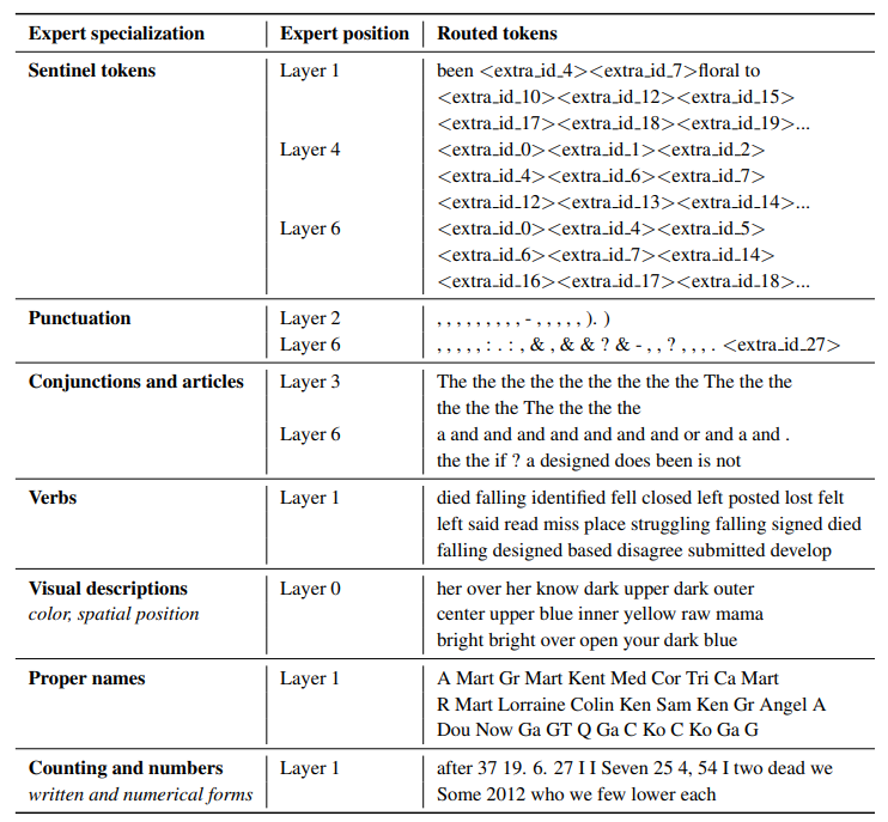 Expert specialization Expert position Routed tokens
Sentinel tokens Layer 1 been <extra_id_4><extra_id_7>floral to
<extra_id_10><extra_id_12><extra_id_15>
<extra_id_17><extra_id_18><extra_id_19>...
Layer 4 <extra_id_0><extra_id_1><extra_id_2>
<extra_id_4><extra_id_6><extra_id_7>
<extra_id_12><extra_id_13><extra_id_14>...
Layer 6 <extra_id_0><extra_id_4><extra_id_5>
<extra_id_6><extra_id_7><extra_id_14>
<extra_id_16><extra_id_17><extra_id_18>...
Punctuation Layer 2 , , , , , , , , , - , , , , , ). )
Layer 6 , , , , , : . : , & , & & ? & - , , ? , , , . <extra_id_27>
Conjunctions and articles Layer 3 The the the the the the the the the The the the
the the the The the the the
Layer 6 a and and and and and and and or and a and .
the the if ? a designed does been is not
Verbs Layer 1 died falling identified fell closed left posted lost felt
left said read miss place struggling falling signed died
falling designed based disagree submitted develop
Visual descriptions Layer 0 her over her know dark upper dark outer
color, spatial position center upper blue inner yellow raw mama
bright bright over open your dark blue
Proper names Layer 1 A Mart Gr Mart Kent Med Cor Tri Ca Mart
R Mart Lorraine Colin Ken Sam Ken Gr Angel A
Dou Now Ga GT Q Ga C Ko C Ko Ga G
Counting and numbers Layer 1 after 37 19. 6. 27 I I Seven 25 4, 54 I two dead we
written and numerical forms Some 2012 who we few lower each